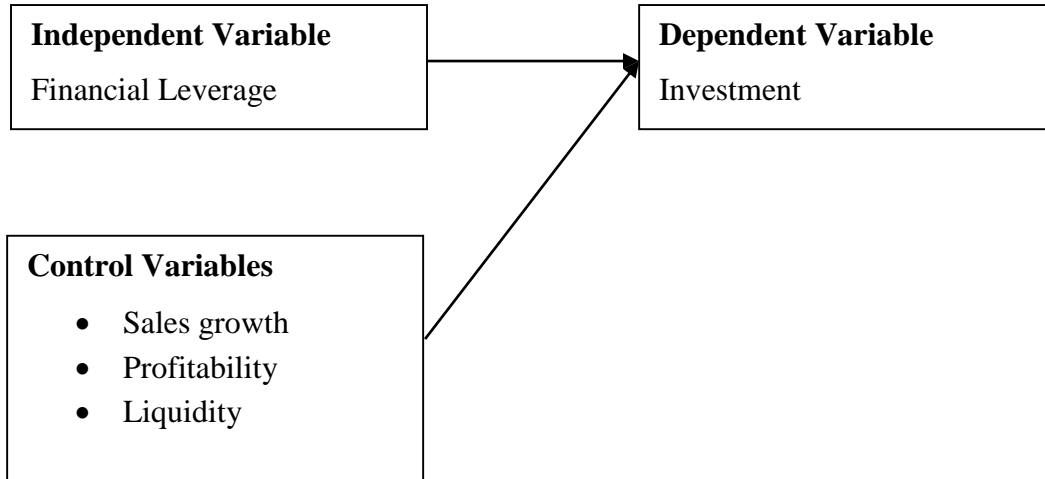 Independent Variable
Financial Leverage
Dependent Variable
Investment
Control Variables
• Sales growth
• Profitability
• Liquidity